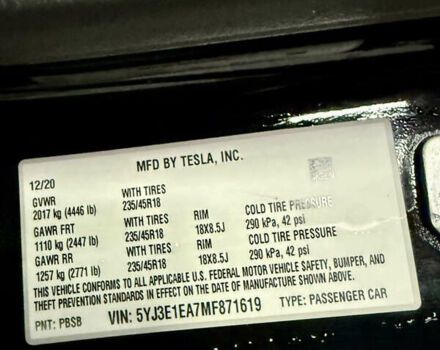 MFD BY TESLA, INC.
12/20
GVWR WITH TIRES
2017 kg (4446 lb) 235/45R18
GAWR FRT WITH TIRES RIM COLD TIRE PRESSURE
1110 kg (2447 lb) 235/45R18 18X8.5J 290 kPa, 42 psi
GAWR RR WITH TIRES RIM COLD TIRE PRESSURE
1257 kg (2771 lb) 235/45R18 18X8.5J 290 kPa, 42 psi
THIS VEHICLE CONFORMS TO ALL APPLICABLE U.S. FEDERAL MOTOR VEHICLE SAFETY, BUMPER, AND
THEFT PREVENTION STANDARDS IN EFFECT ON THE DATE OF MANUFACTURE SHOWN ABOVE.
PNT: PBSB VIN: 5YJ3E1EA7MF871619 TYPE: PASSENGER CAR